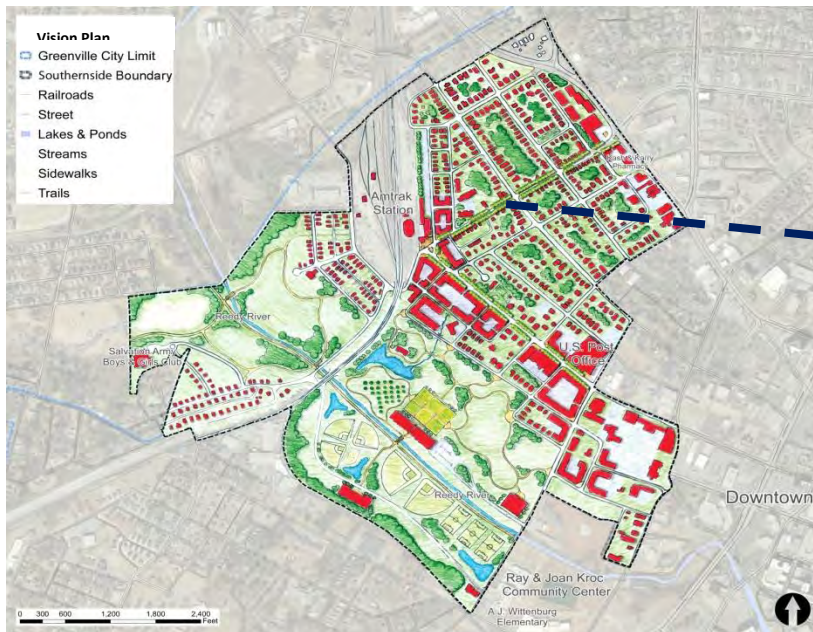 Vision Plan
Greenville City Limit
Southernside Boundary
Railroads
Street
Lakes & Ponds
Streams
Sidewalks
Trails
Amtrak
Station
Pharmacy
Reedy River
Salvation Army
Boys & Girls Club
U.S. Post
Office
Reedy River
Downtown
Ray & Joan Kroc
Community Center
A.J. Wittenburg
Elementary
0 300 600 1,200 1,800 2,400
Feet